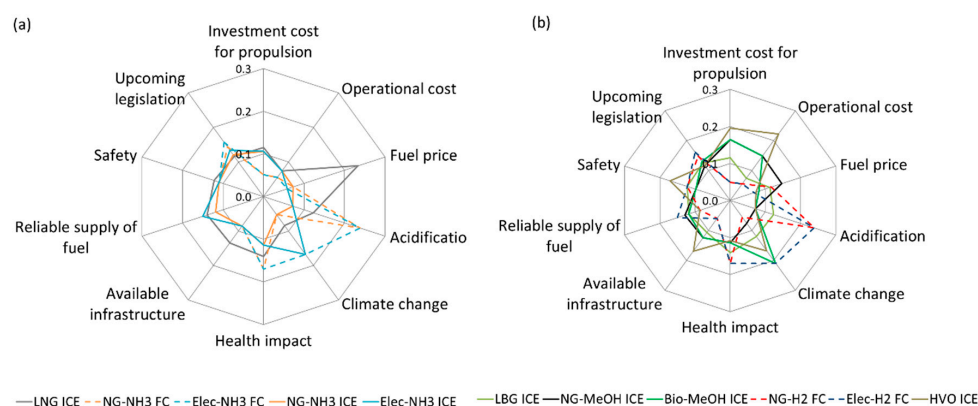 (a)
Investment cost
for propulsion
0.3
Operational cost
0.2
Fuel price
0.1
0.0
Acidificatio
Climate change
Health impact
Available
infrastructure
Reliable supply of
fuel
Safety
Upcoming
legislation
LNG ICE
NG-NH3 FC
Elec-NH3 FC
NG-NH3 ICE
Elec-NH3 ICE
(b)
Investment cost for
propulsion
0.3
Operational cost
0.2
Fuel price
0.1
0.0
Acidification
Climate change
Health impact
Available
infrastructure
Reliable supply of
fuel
Safety
Upcoming
legislation
LBG ICE
NG-MeOH ICE
Bio-MeOH ICE
NG-H2 FC
Elec-H2 FC
HVO ICE